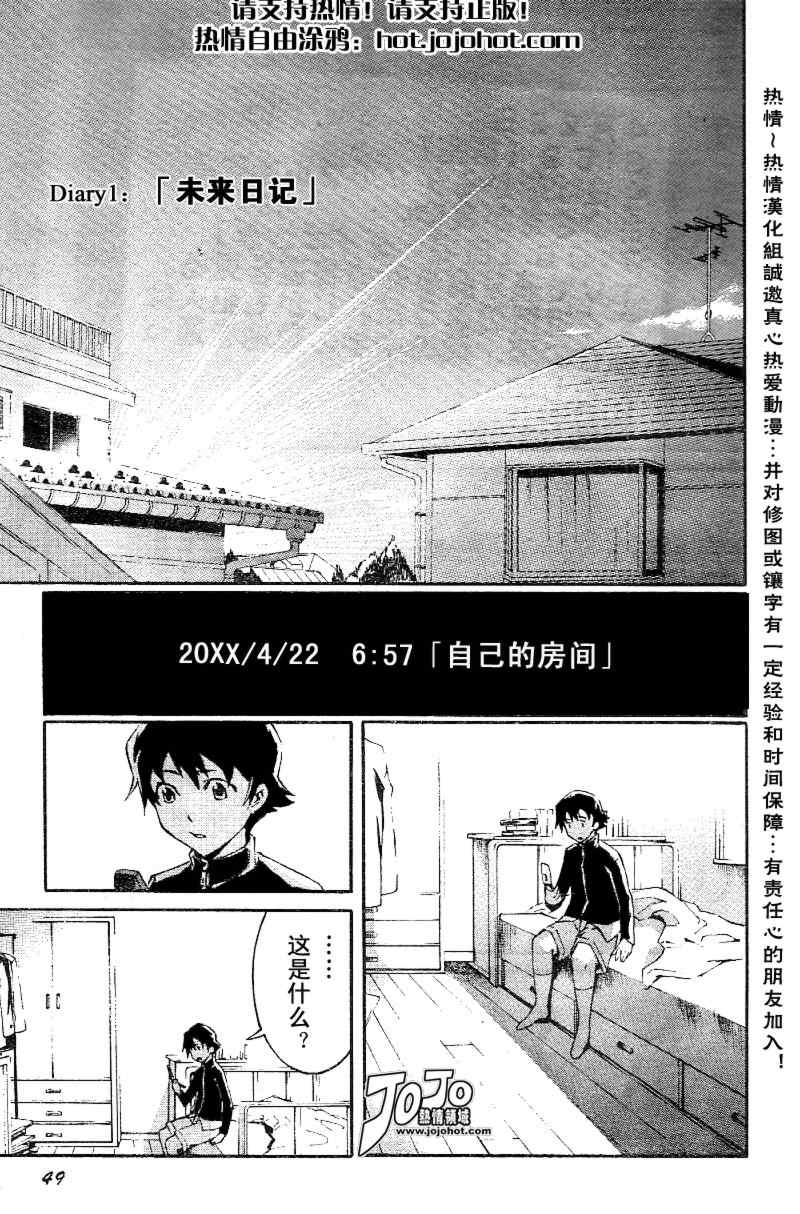 请支持热情！请支持正版！
热情自由涂鸦：hot.jojohot.com
Diary1：「未来日记」
20XX/4/22 6:57「自己的房间」
……
这是什么？
JOJO
热情领域
www.jojohot.com
49
热情~热情漢化組誠邀真心热爱動漫…并对修图或镶字有一定经验和时间保障…有责任心的朋友加入！